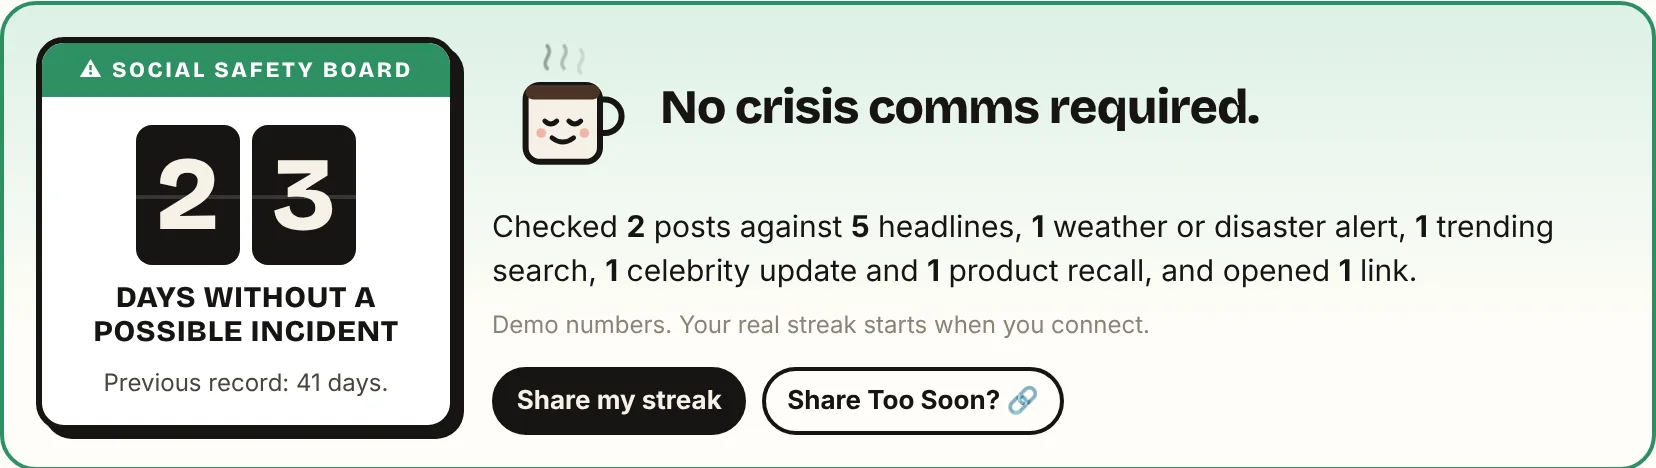 ⚠ SOCIAL SAFETY BOARD
23
DAYS WITHOUT A
POSSIBLE INCIDENT
Previous record: 41 days.
No crisis comms required.
Checked 2 posts against 5 headlines, 1 weather or disaster alert, 1 trending
search, 1 celebrity update and 1 product recall, and opened 1 link.
Demo numbers. Your real streak starts when you connect.
Share my streak
Share Too Soon? 🔗